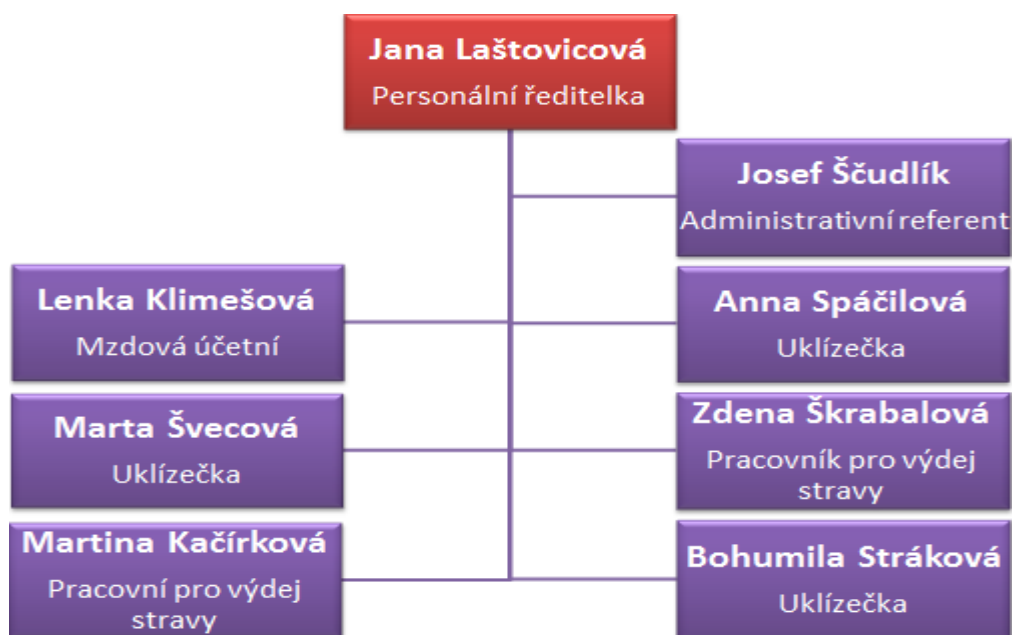 Jana Laštovicová
Personální ředitelka
Josef Ščudlík
Administrativní referent
Lenka Klimešová
Mzdová účetní
Anna Spáčilová
Uklízečka
Marta Švecová
Uklízečka
Zdena Škrabalová
Pracovník pro výdej
stravy
Martina Kačírková
Pracovní pro výdej
stravy
Bohumila Stráková
Uklízečka